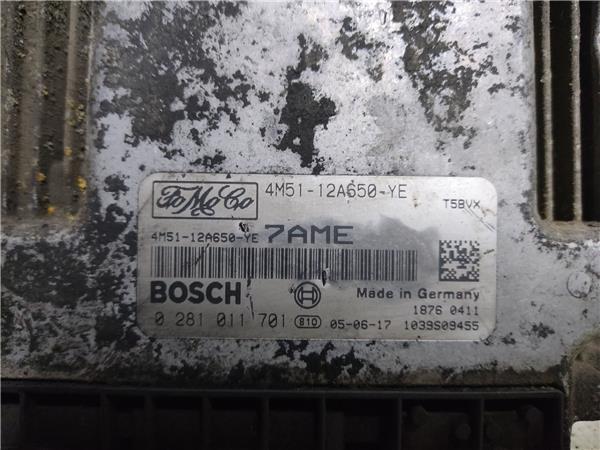 FoMoCo 4M51-12A650-YE T5BVX
4M51-12A650-YE 7AME
BOSCH Made in Germany
1876 0411
0 281 011 701 810 05-06-17 1039S09455